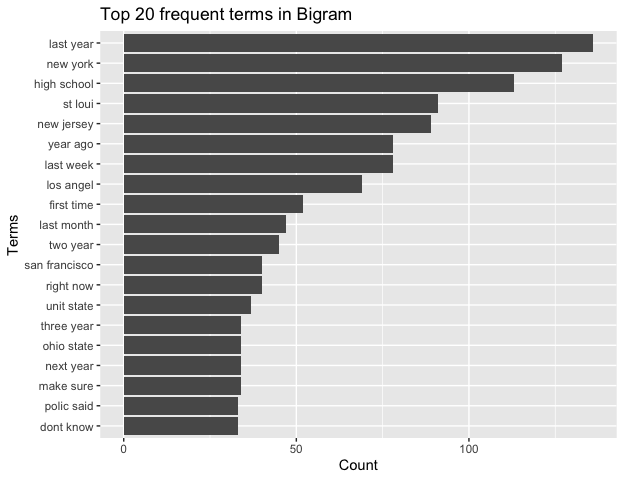 Top 20 frequent terms in Bigram
last year
new york
high school
st loui
new jersey
year ago
last week
los angel
first time
last month
two year
san francisco
right now
unit state
three year
ohio state
next year
make sure
polic said
dont know
Terms
0 50 100
Count